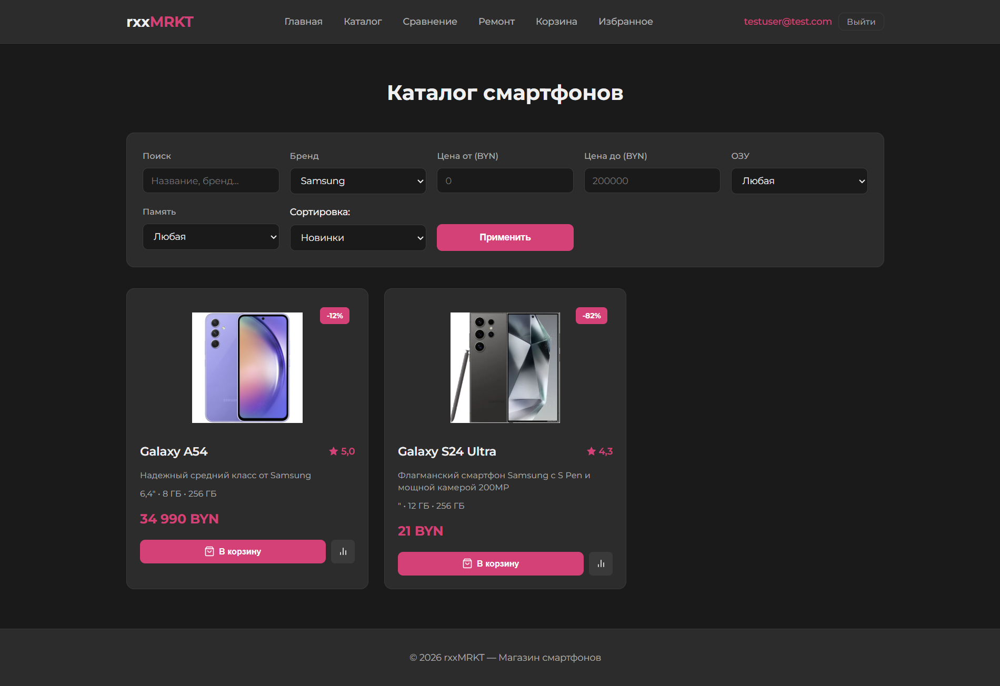 rxxMRKT
Главная
Каталог
Сравнение
Ремонт
Корзина
Избранное
testuser@test.com
Выйти
Каталог смартфонов
Поиск
Бренд
Цена от (BYN)
Цена до (BYN)
ОЗУ
Название, бренд...
Samsung
0
200000
Любая
Память
Сортировка:
Любая
Новинки
Применить
-12%
Galaxy A54
5,0
Надежный средний класс от Samsung
6,4" • 8 ГБ • 256 ГБ
34 990 BYN
В корзину
-82%
Galaxy S24 Ultra
4,3
Флагманский смартфон Samsung с S Pen и
мощной камерой 200MP
" • 12 ГБ • 256 ГБ
21 BYN
В корзину
© 2026 rxxMRKT — Магазин смартфонов